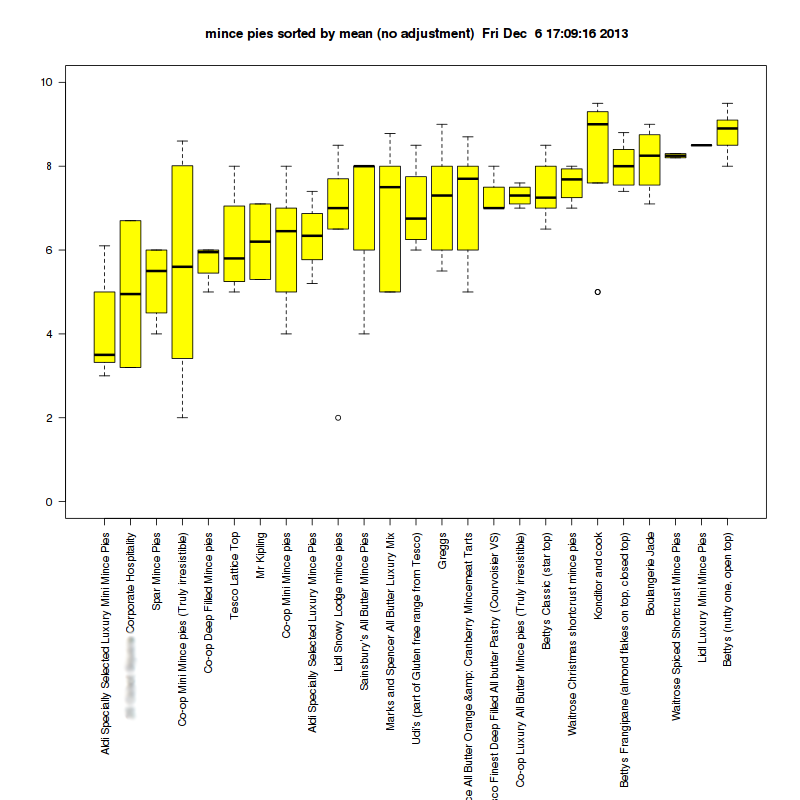 mince pies sorted by mean (no adjustment) Fri Dec 6 17:09:16 2013
10
8
6
4
2
0
Aldi Specially Selected Luxury Mini Mince Pies
Corporate Hospitality
Spar Mince Pies
Co-op Mini Mince pies (Truly irresistible)
Co-op Deep Filled Mince pies
Tesco Lattice Top
Mr Kipling
Co-op Mini Mince pies
Aldi Specially Selected Luxury Mince Pies
Lidl Snowy Lodge mince pies
Sainsbury's All Butter Mince Pies
Marks and Spencer All Butter Luxury Mix
Udi's (part of Gluten free range from Tesco)
Greggs
ce All Butter Orange &amp; Cranberry Mincemeat Tarts
sco Finest Deep Filled All butter Pastry (Courvoisier VS)
Co-op Luxury All Butter Mince pies (Truly irresistible)
Bettys Classic (star top)
Waitrose Christmas shortcrust mince pies
Konditor and cook
Bettys Frangipane (almond flakes on top, closed top)
Boulangerie Jade
Waitrose Spiced Shortcrust Mince Pies
Lidl Luxury Mini Mince Pies
Bettys (nutty one, open top)